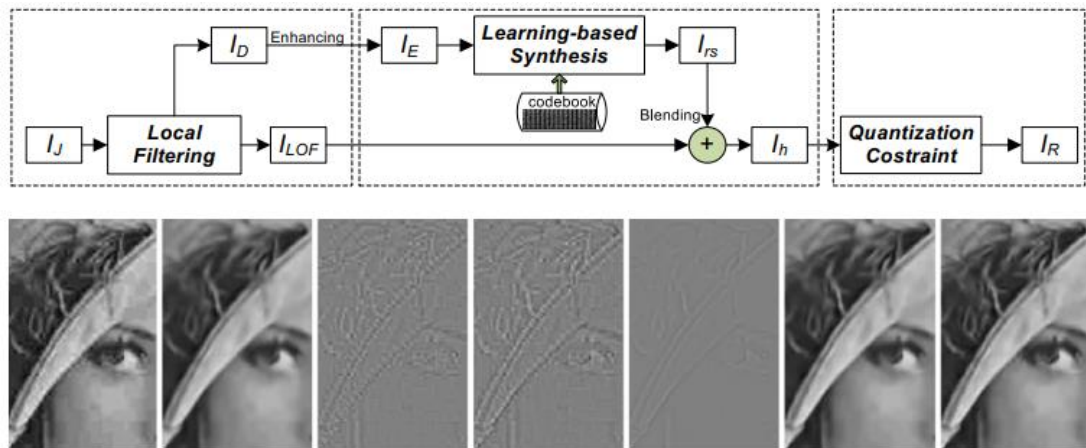 I_D
Enhancing
I_E
Learning-based
Synthesis
I_rs
codebook
Blending
I_J
Local
Filtering
I_LOF
+
I_h
Quantization
Costraint
I_R